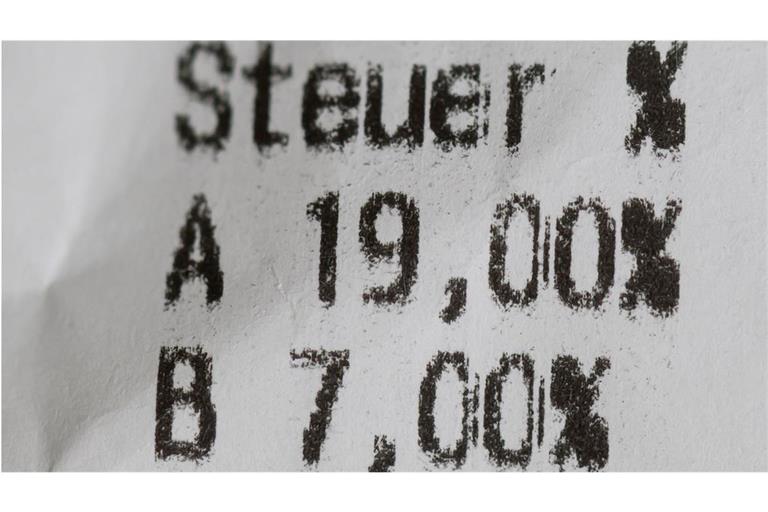 Steuer %
A 19,00%
B 7,00%